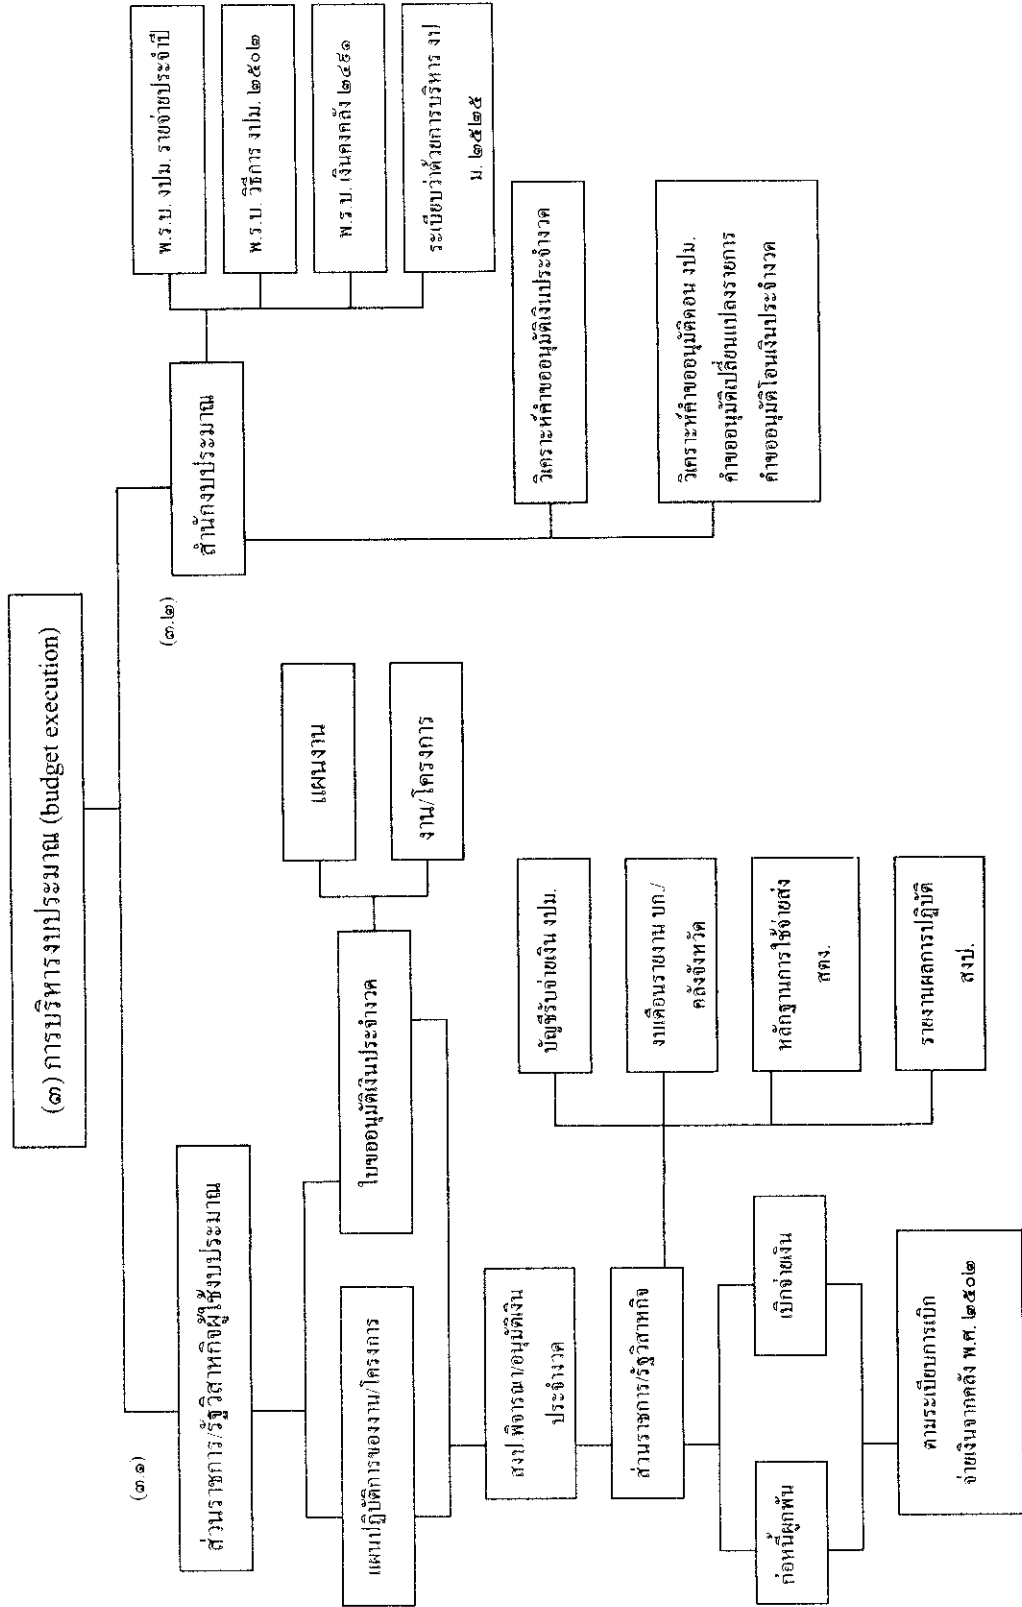 (๓) การบริหารงบประมาณ (budget execution)
(๓.๑)
ส่วนราชการ/รัฐวิสาหกิจผู้ใช้งบประมาณ
แผนปฏิบัติการของงาน/โครงการ
ใบขออนุมัติเงินประจำงวด
แผนงาน
งาน/โครงการ
สงป.พิจารณา/อนุมัติเงิน
ประจำงวด
ส่วนราชการ/รัฐวิสาหกิจ
บัญชีรับจ่ายเงิน งปม.
งบเดือนรายงาน บก./
คลังจังหวัด
หลักฐานการใช้จ่ายส่ง
สตง.
รายงานผลการปฏิบัติ
สงป.
ก่อหนี้ผูกพัน
เบิกจ่ายเงิน
ตามระเบียบการเบิก
จ่ายเงินจากคลัง พ.ศ. ๒๕๐๒
(๓.๒)
สำนักงบประมาณ
พ.ร.บ. งปม. รายจ่ายประจำปี
พ.ร.บ. วิธีการ งปม. ๒๕๐๒
พ.ร.บ. เงินคงคลัง ๒๔๙๑
ระเบียบว่าด้วยการบริหาร งป
ม. ๒๕๒๕
วิเคราะห์คำขออนุมัติเงินประจำงวด
วิเคราะห์คำขออนุมัติถอน งปม.
คำขออนุมัติเปลี่ยนแปลงรายการ
คำขออนุมัติโอนเงินประจำงวด